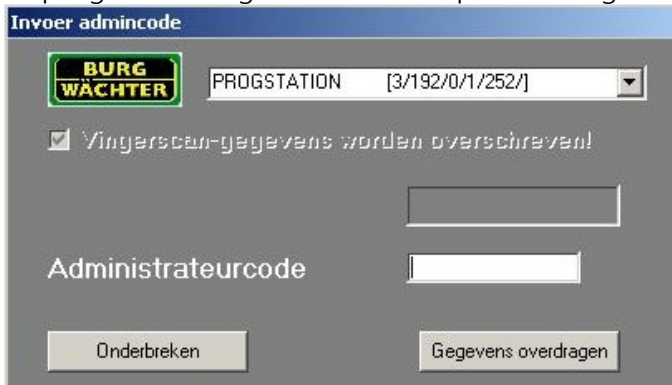 Invoer admincode
BURG
WÄCHTER
PROGSTATION [3/192/0/1/252/]
Vingerscan-gegevens worden overschreven!
Administrateurcode
Onderbreken
Gegevens overdragen